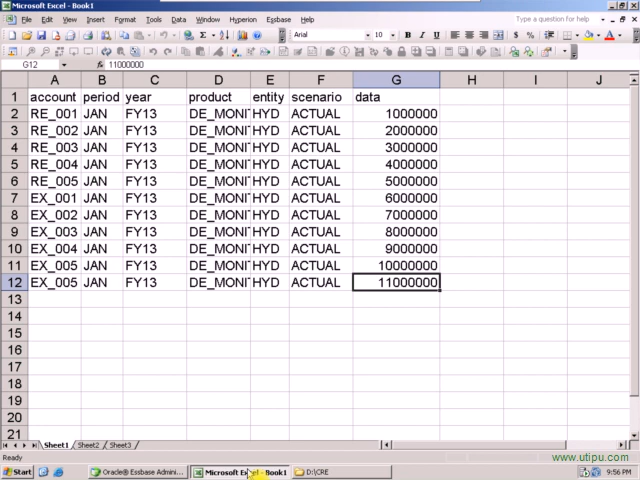 Microsoft Excel - Book1
File Edit View Insert Format Tools Data Window Hyperion Essbase Help Type a question for help
Arial 10 B I U $ %
G12 fx 11000000
A B C D E F G H I J
1 account period year product entity scenario data
2 RE_001 JAN FY13 DE_MONI HYD ACTUAL 1000000
3 RE_002 JAN FY13 DE_MONI HYD ACTUAL 2000000
4 RE_003 JAN FY13 DE_MONI HYD ACTUAL 3000000
5 RE_004 JAN FY13 DE_MONI HYD ACTUAL 4000000
6 RE_005 JAN FY13 DE_MONI HYD ACTUAL 5000000
7 EX_001 JAN FY13 DE_MONI HYD ACTUAL 6000000
8 EX_002 JAN FY13 DE_MONI HYD ACTUAL 7000000
9 EX_003 JAN FY13 DE_MONI HYD ACTUAL 8000000
10 EX_004 JAN FY13 DE_MONI HYD ACTUAL 9000000
11 EX_005 JAN FY13 DE_MONI HYD ACTUAL 10000000
12 EX_005 JAN FY13 DE_MONI HYD ACTUAL 11000000
13
14
15
16
17
18
19
20
21
Sheet1 Sheet2 Sheet3
Ready
www.utipu.com
Start Oracle® Essbase Admini... Microsoft Excel - Book1 D:\CRE 9:56 PM